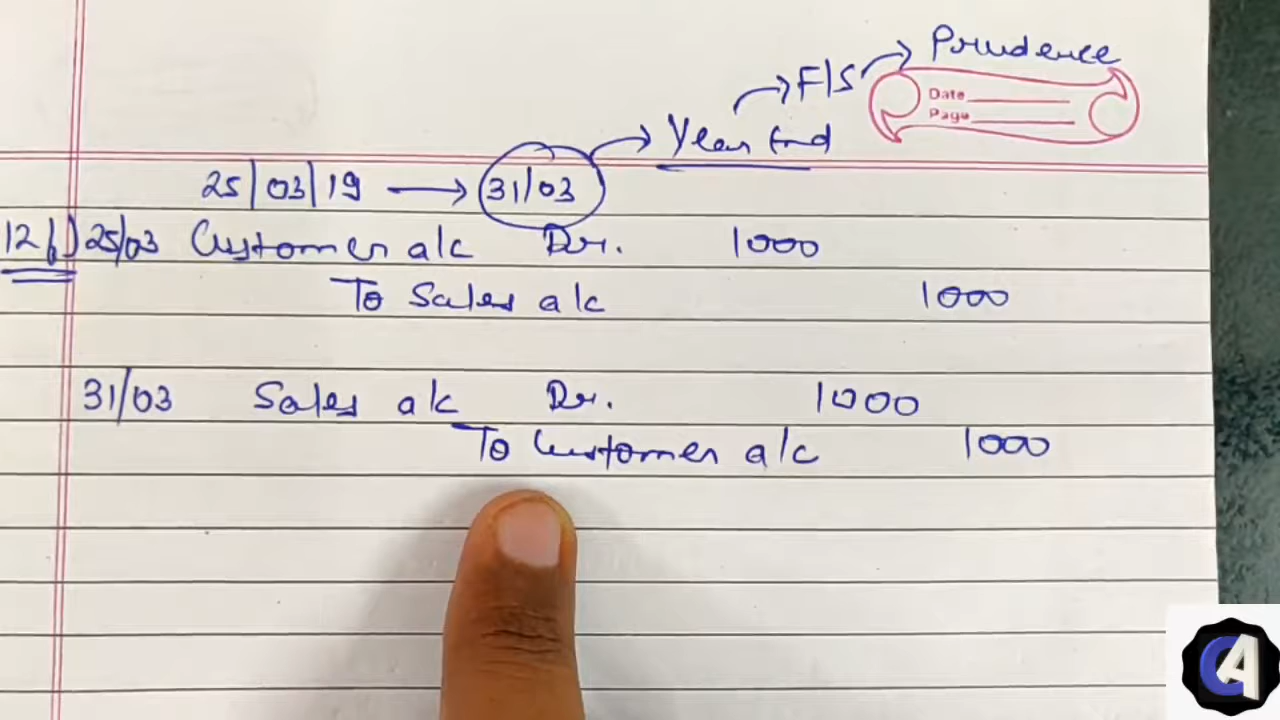 Prudence
F/S
Date
Page
Year End
25/03/19 → 31/03
12 b) 25/03 Customer a/c Dr. 1000
To Sales a/c 1000
31/03 Sales a/c Dr. 1000
To Customer a/c 1000
CA